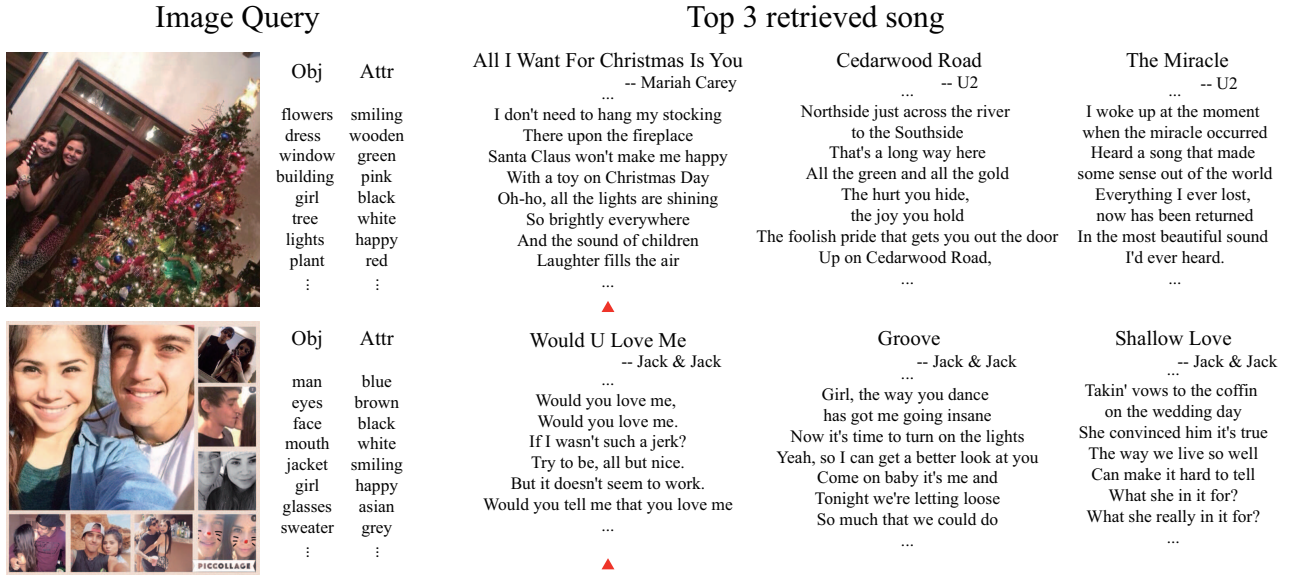 Image Query
Top 3 retrieved song
Obj Attr
flowers smiling
dress wooden
window green
building pink
girl black
tree white
lights happy
plant red
⋮ ⋮
All I Want For Christmas Is You
-- Mariah Carey
...
I don't need to hang my stocking
There upon the fireplace
Santa Claus won't make me happy
With a toy on Christmas Day
Oh-ho, all the lights are shining
So brightly everywhere
And the sound of children
Laughter fills the air
...
Cedarwood Road
-- U2
...
Northside just across the river
to the Southside
That's a long way here
All the green and all the gold
The hurt you hide,
the joy you hold
The foolish pride that gets you out the door
Up on Cedarwood Road,
...
The Miracle
-- U2
...
I woke up at the moment
when the miracle occurred
Heard a song that made
some sense out of the world
Everything I ever lost,
now has been returned
In the most beautiful sound
I'd ever heard.
...
PICCOLLAGE
Obj Attr
man blue
eyes brown
face black
mouth white
jacket smiling
girl happy
glasses asian
sweater grey
⋮ ⋮
Would U Love Me
-- Jack & Jack
...
Would you love me,
Would you love me.
If I wasn't such a jerk?
Try to be, all but nice.
But it doesn't seem to work.
Would you tell me that you love me
...
Groove
-- Jack & Jack
...
Girl, the way you dance
has got me going insane
Now it's time to turn on the lights
Yeah, so I can get a better look at you
Come on baby it's me and
Tonight we're letting loose
So much that we could do
...
Shallow Love
-- Jack & Jack
...
Takin' vows to the coffin
on the wedding day
She convinced him it's true
The way we live so well
Can make it hard to tell
What she in it for?
What she really in it for?
...